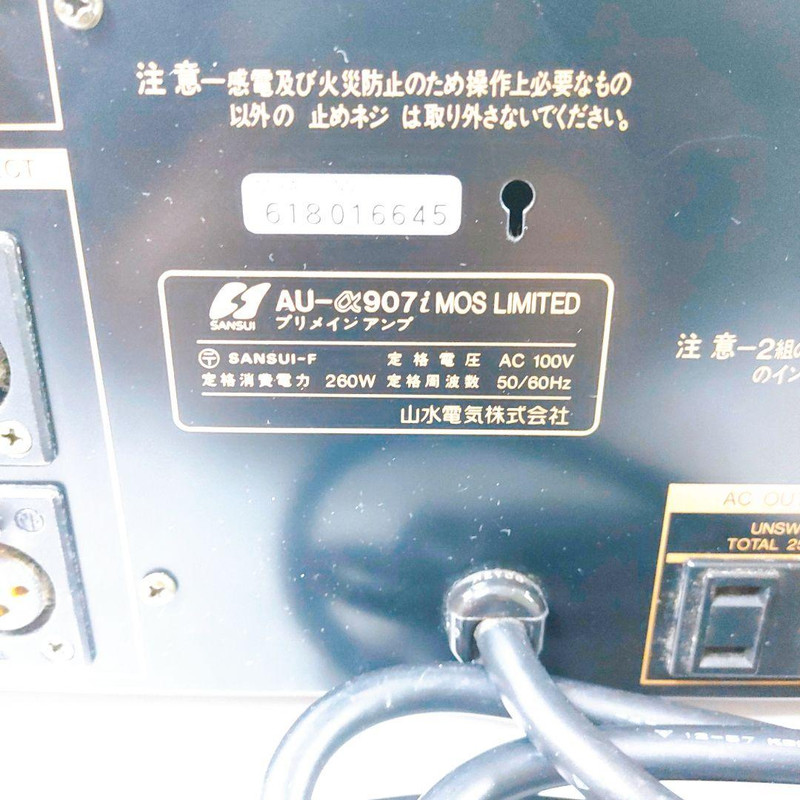 注意ー感電及び火災防止のため操作上必要なもの
以外の 止めネジ は取り外さないでください。
618016645
SANSUI
AU-α907i MOS LIMITED
プリメインアンプ
〒 SANSUI-F 定格電圧 AC 100V
定格消費電力 260W 定格周波数 50/60Hz
山水電気株式会社
注意ー2組の
のイン
ECT
AC OU
UNSW
TOTAL 25